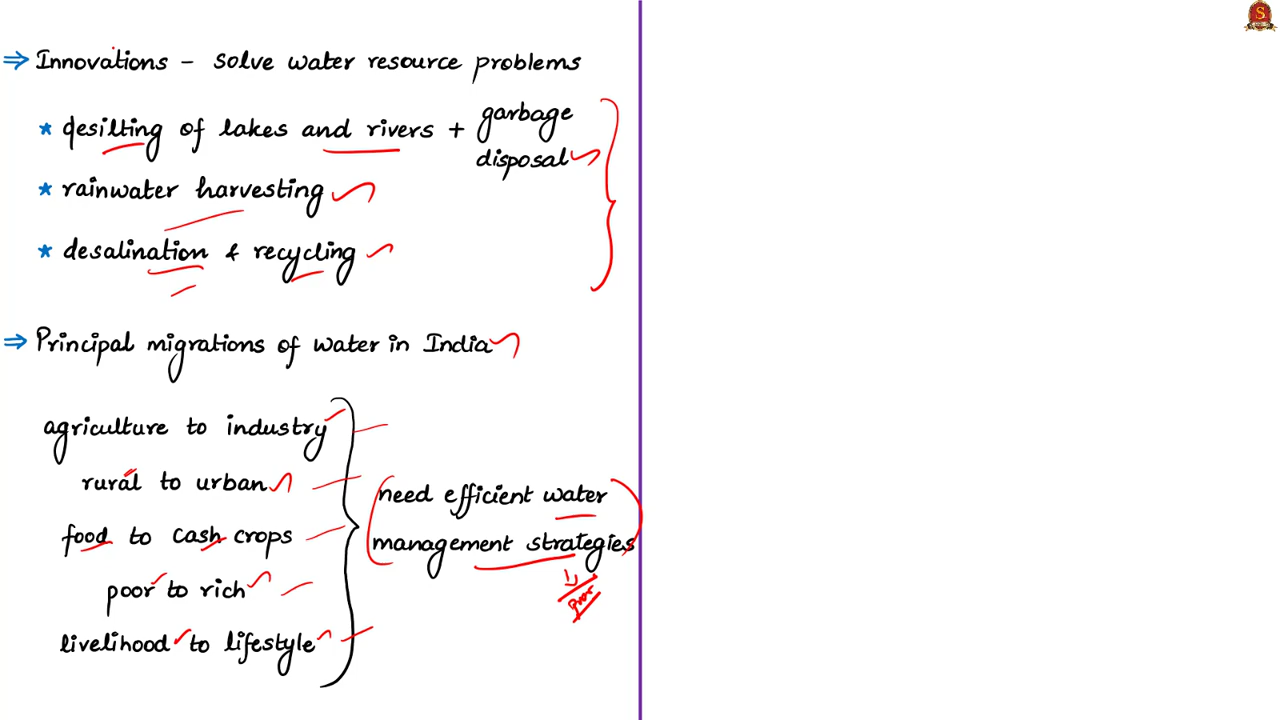 ⇒ Innovations - solve water resource problems
* desilting of lakes and rivers + garbage
disposal
* rainwater harvesting
* desalination & recycling
⇒ Principal migrations of water in India
agriculture to industry
rural to urban
food to cash crops
poor to rich
livelihood to lifestyle
need efficient water
management strategies